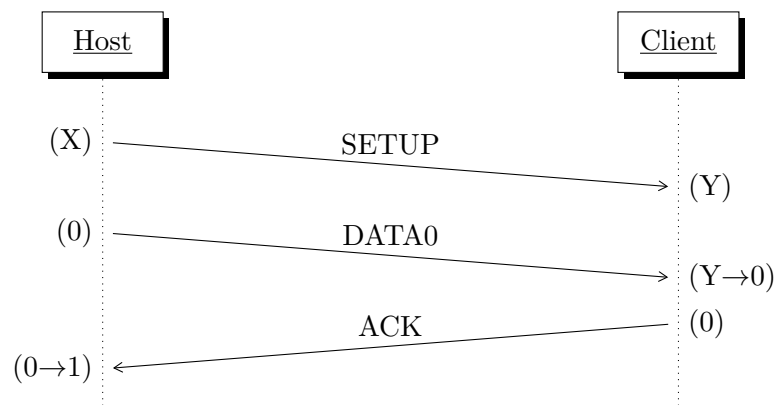 Host Client
(X) SETUP
(Y)
(0) DATA0
(Y→0)
ACK (0)
(0→1)